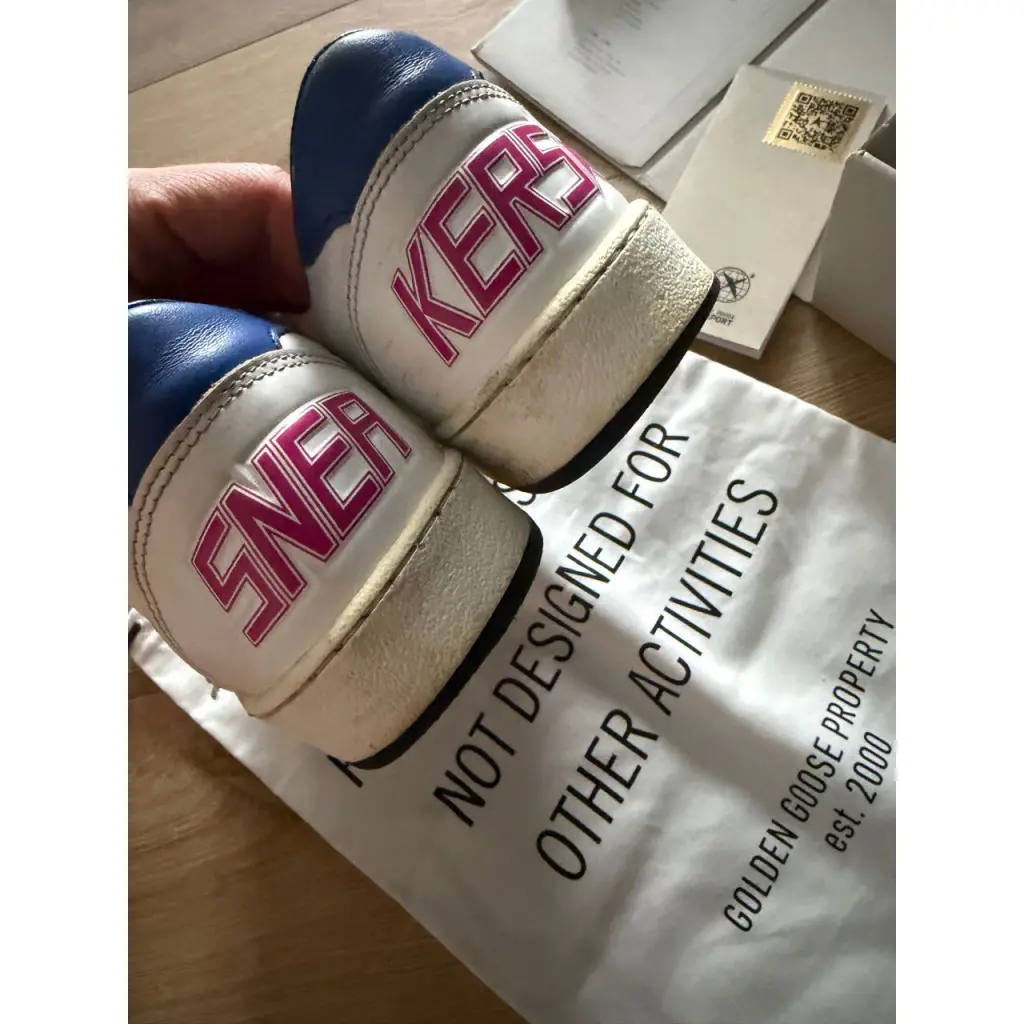 SNEA
KERS
NOT DESIGNED FOR
OTHER ACTIVITIES
GOLDEN GOOSE PROPERTY
est. 2000